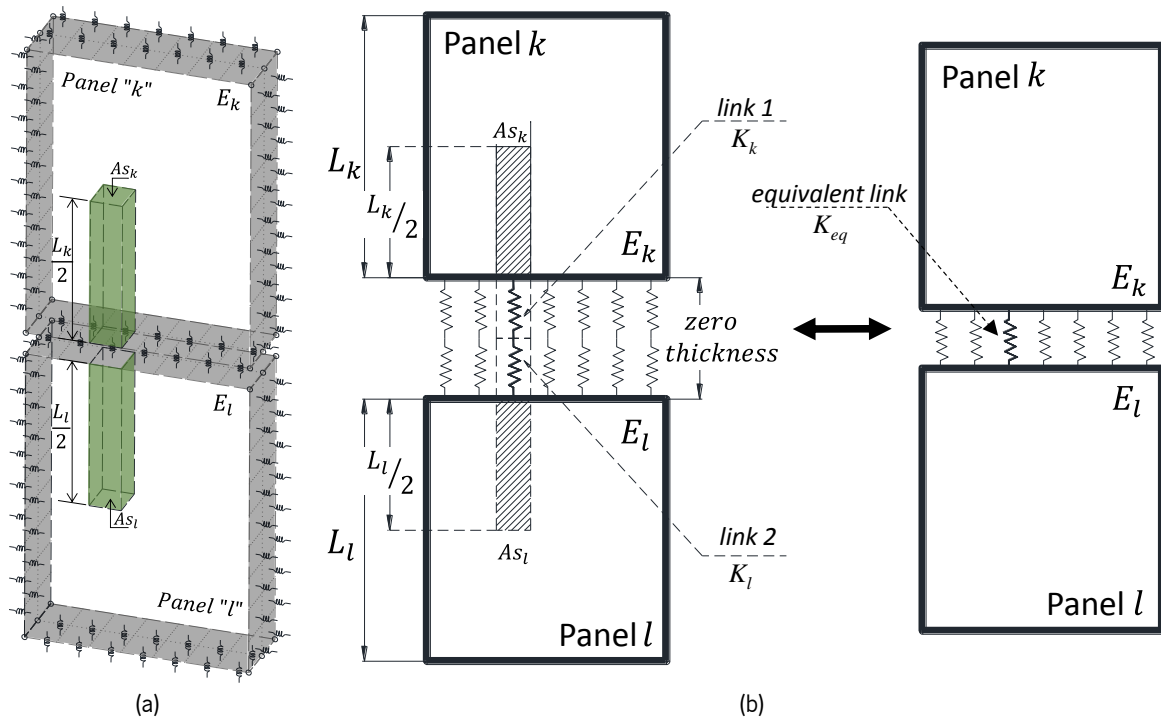 Panel "k"
E_k
As_k
L_k
2
E_l
L_l
2
As_l
Panel "l"
(a)
Panel k
link 1
K_k
As_k
L_k
L_k/2
E_k
zero
thickness
E_l
L_l/2
L_l
As_l
link 2
K_l
Panel l
equivalent link
K_eq
Panel k
E_k
E_l
Panel l
(b)